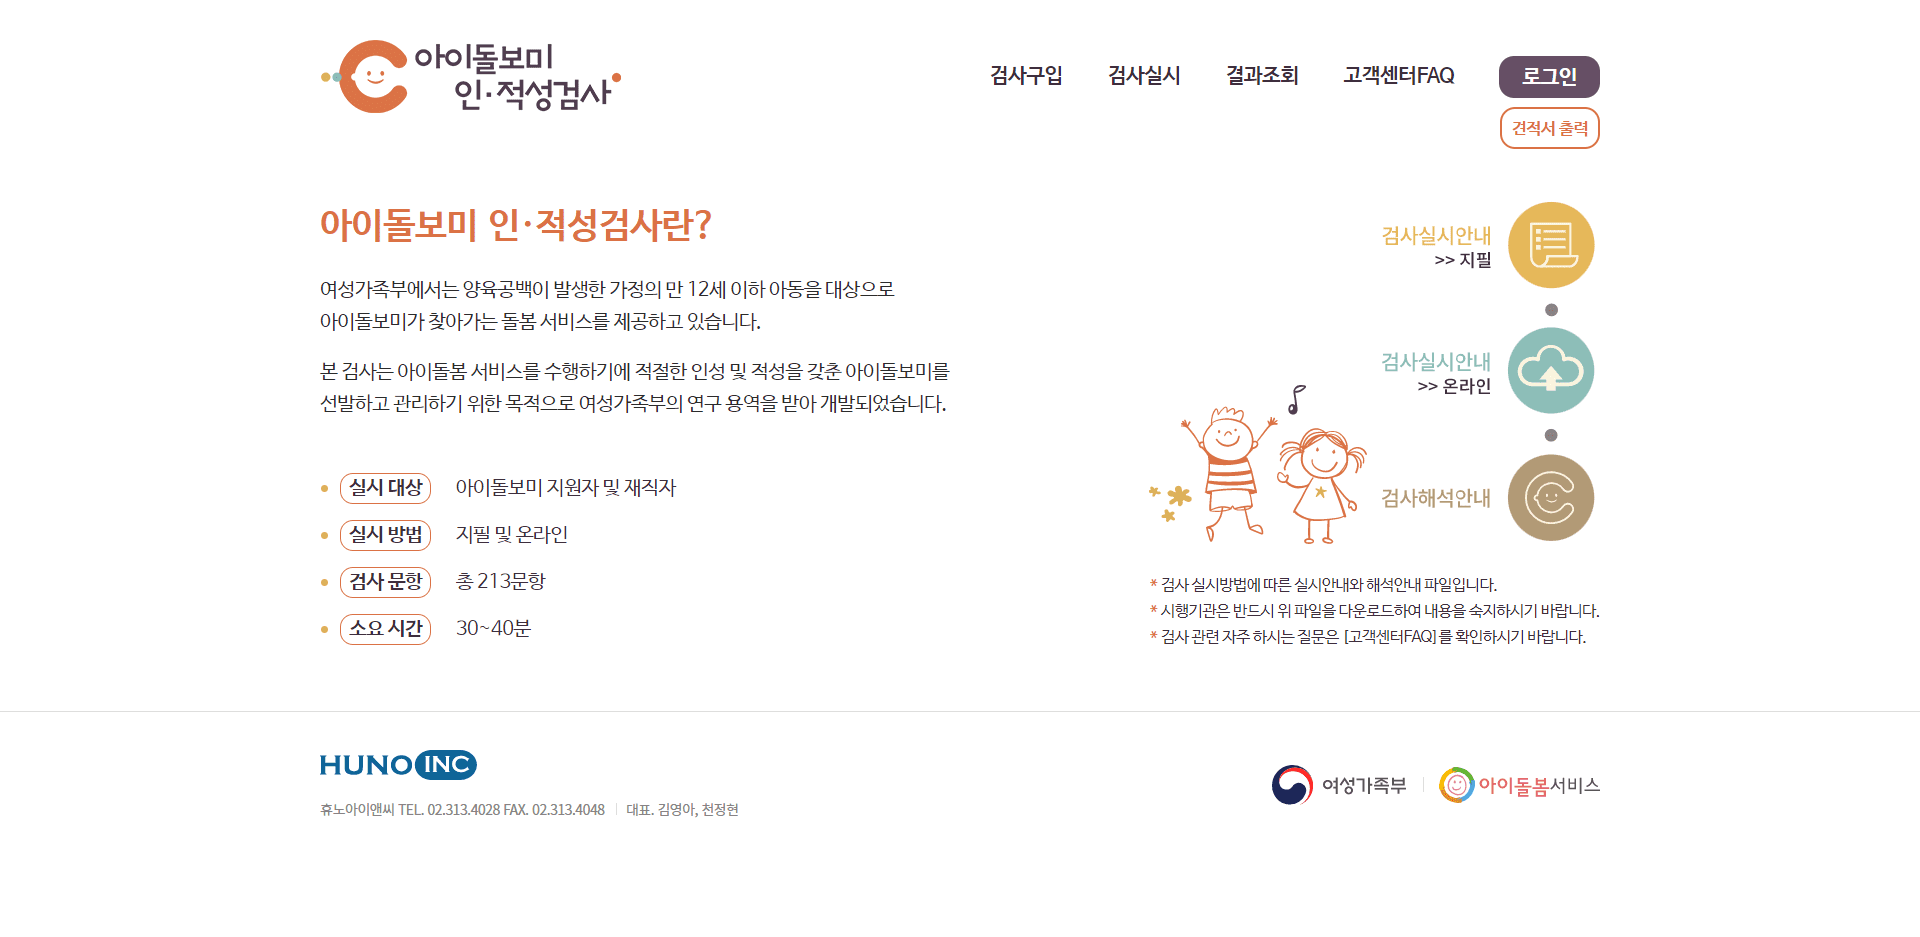 아이돌보미
인·적성검사
검사구입
검사실시
결과조회
고객센터FAQ
로그인
견적서 출력
아이돌보미 인·적성검사란?
여성가족부에서는 양육공백이 발생한 가정의 만 12세 이하 아동을 대상으로
아이돌보미가 찾아가는 돌봄 서비스를 제공하고 있습니다.
본 검사는 아이돌봄 서비스를 수행하기에 적절한 인성 및 적성을 갖춘 아이돌보미를
선발하고 관리하기 위한 목적으로 여성가족부의 연구 용역을 받아 개발되었습니다.
실시 대상 아이돌보미 지원자 및 재직자
실시 방법 지필 및 온라인
검사 문항 총 213문항
소요 시간 30~40분
검사실시안내
>> 지필
검사실시안내
>> 온라인
검사해석안내
* 검사 실시방법에 따른 실시안내와 해석안내 파일입니다.
* 시행기관은 반드시 위 파일을 다운로드하여 내용을 숙지하시기 바랍니다.
* 검사 관련 자주 하시는 질문은 [고객센터FAQ]를 확인하시기 바랍니다.
HUNO INC
휴노아이앤씨 TEL. 02.313.4028 FAX. 02.313.4048 | 대표. 김영아, 천정현
여성가족부 | 아이돌봄서비스